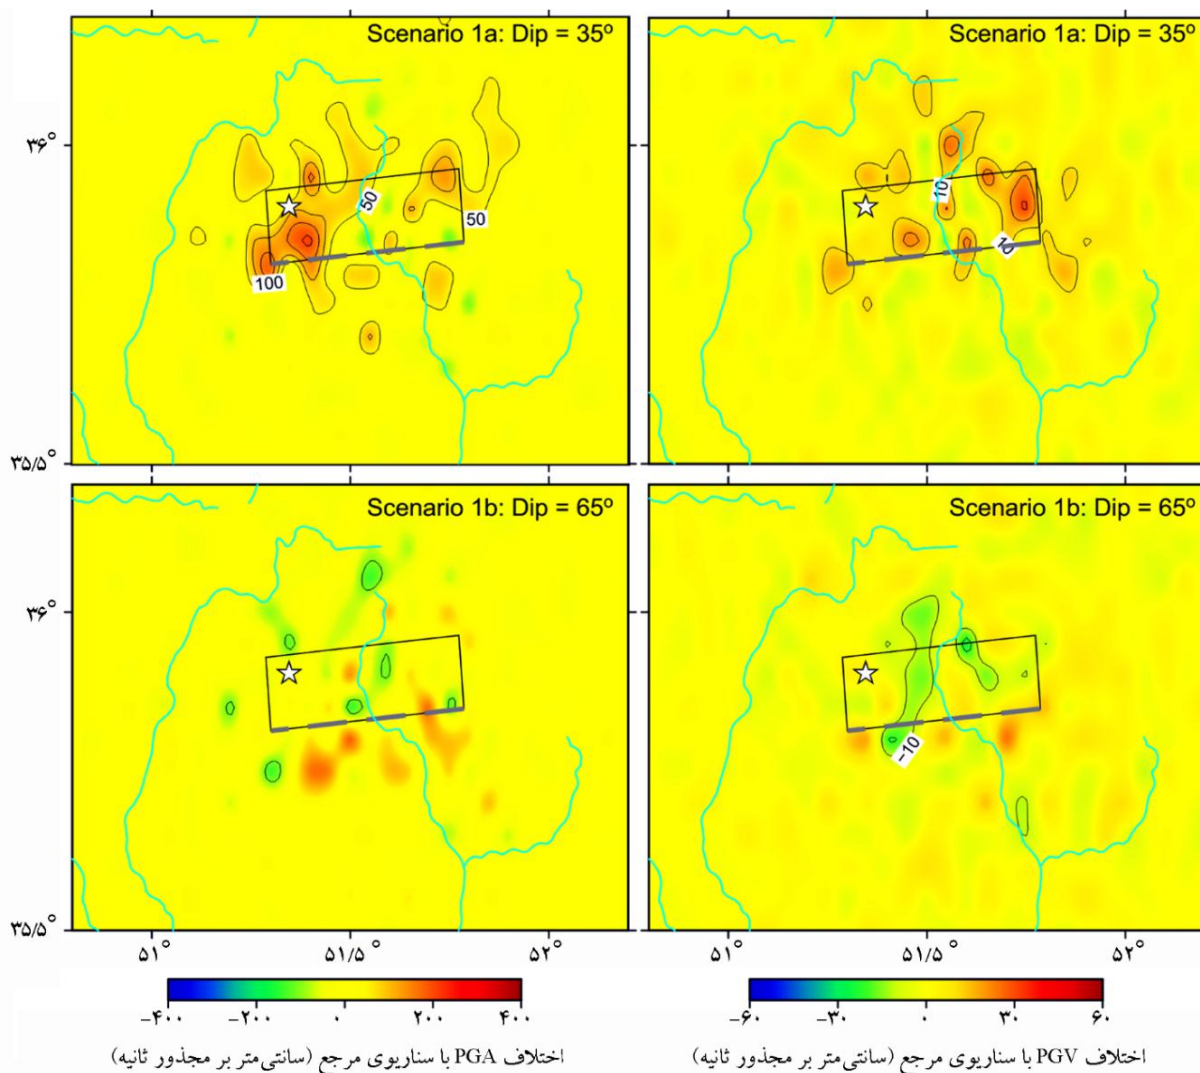 Scenario 1a: Dip = 35°
50
50
100
۳۶°
۳۵/۵°
Scenario 1a: Dip = 35°
10
10
Scenario 1b: Dip = 65°
۳۶°
۳۵/۵°
۵۱° ۵۱/۵° ۵۲°
Scenario 1b: Dip = 65°
-10
۵۱° ۵۱/۵° ۵۲°
-۴۰۰ -۲۰۰ ۰ ۲۰۰ ۴۰۰
اختلاف PGA با سناریوی مرجع (سانتی‌متر بر مجذور ثانیه)
-۶۰ -۳۰ ۰ ۳۰ ۶۰
اختلاف PGV با سناریوی مرجع (سانتی‌متر بر مجذور ثانیه)